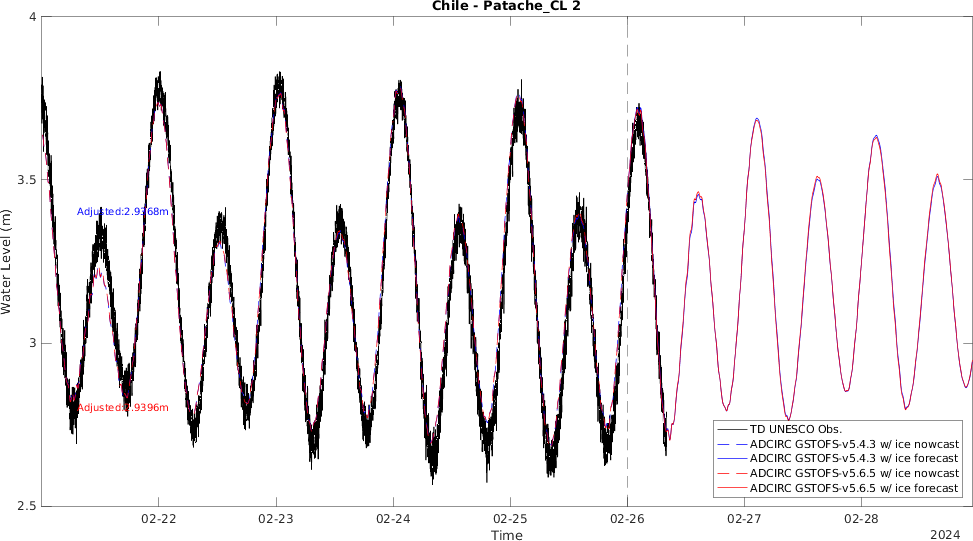 Chile - Patache_CL 2
4
3.5
3
2.5
Water Level (m)
Adjusted:2.9368m
Adjusted:2.9396m
TD UNESCO Obs.
ADCIRC GSTOFS-v5.4.3 w/ ice nowcast
ADCIRC GSTOFS-v5.4.3 w/ ice forecast
ADCIRC GSTOFS-v5.6.5 w/ ice nowcast
ADCIRC GSTOFS-v5.6.5 w/ ice forecast
02-22 02-23 02-24 02-25 02-26 02-27 02-28
Time
2024